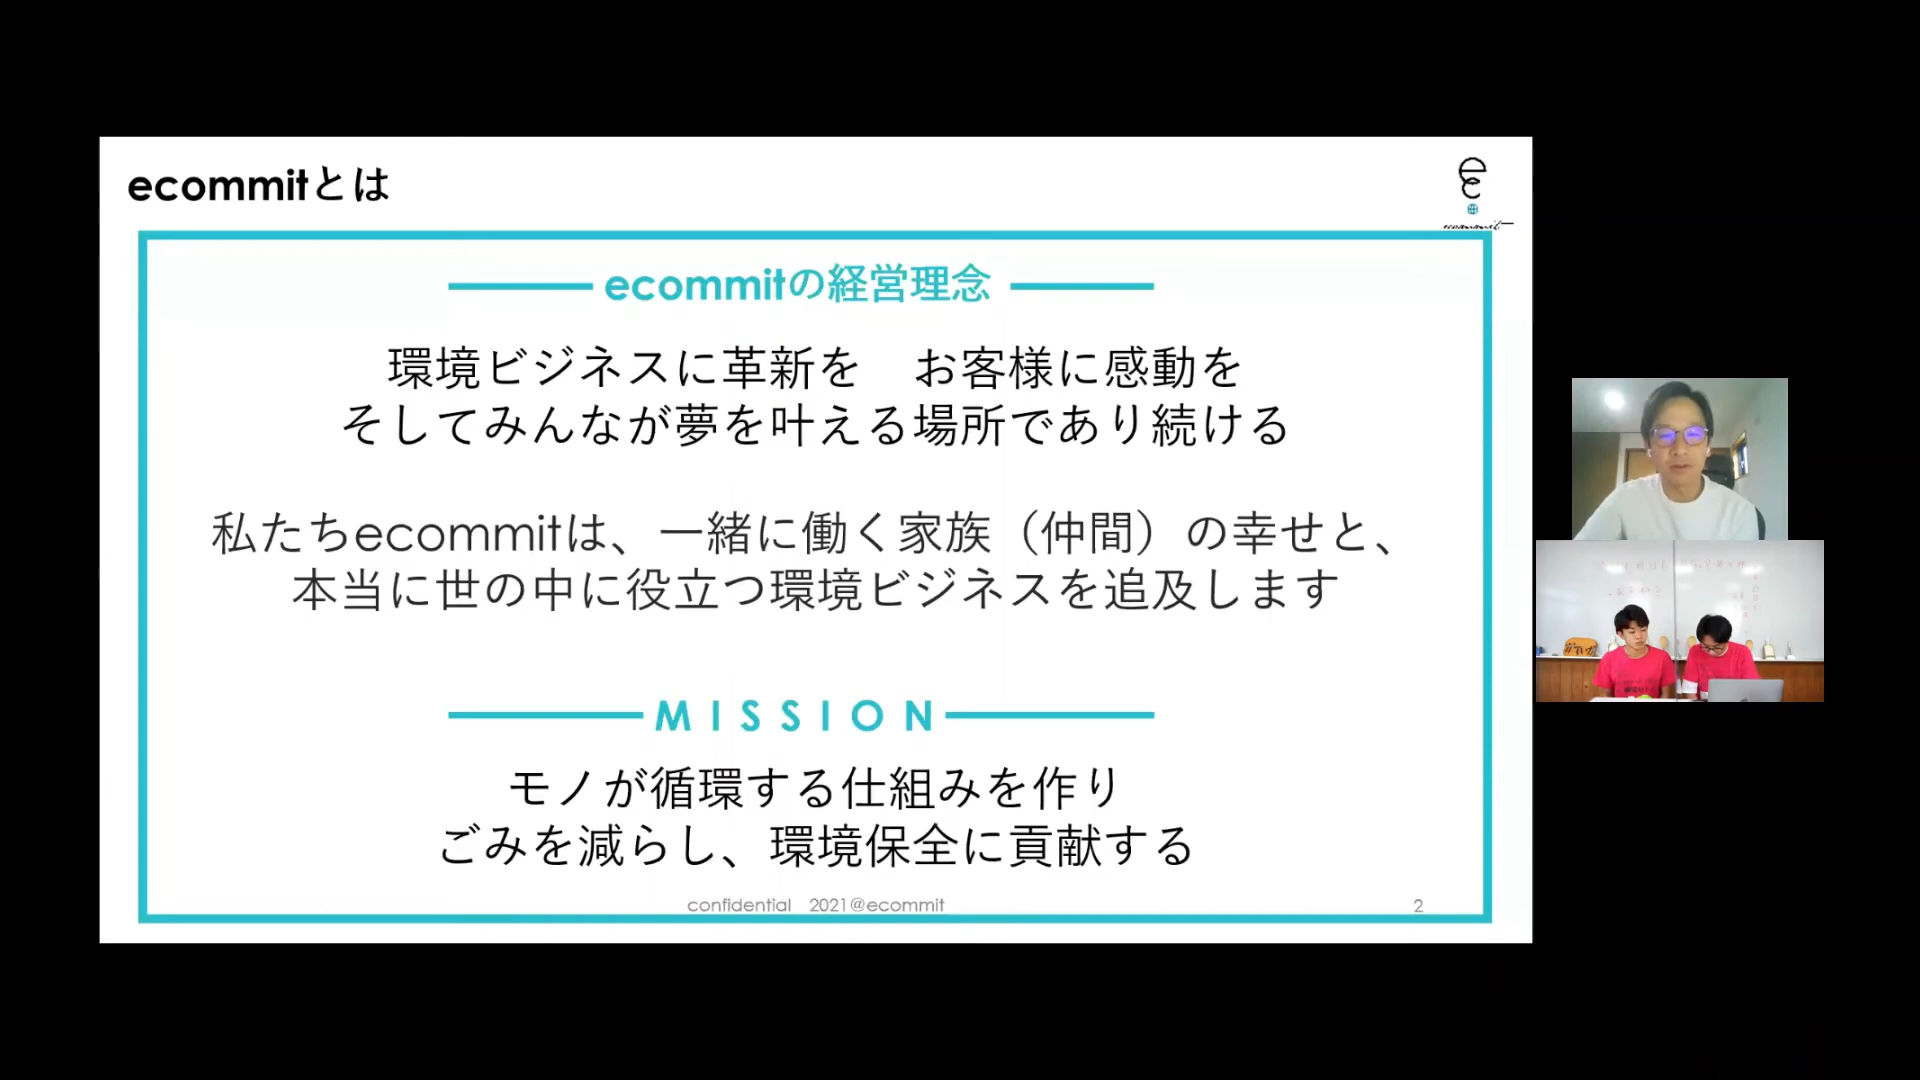 ecommitとは
ecommit
ecommitの経営理念
環境ビジネスに革新を　お客様に感動を
そしてみんなが夢を叶える場所であり続ける
私たちecommitは、一緒に働く家族（仲間）の幸せと、
本当に世の中に役立つ環境ビジネスを追及します
MISSION
モノが循環する仕組みを作り
ごみを減らし、環境保全に貢献する
confidential　2021@ecommit
2